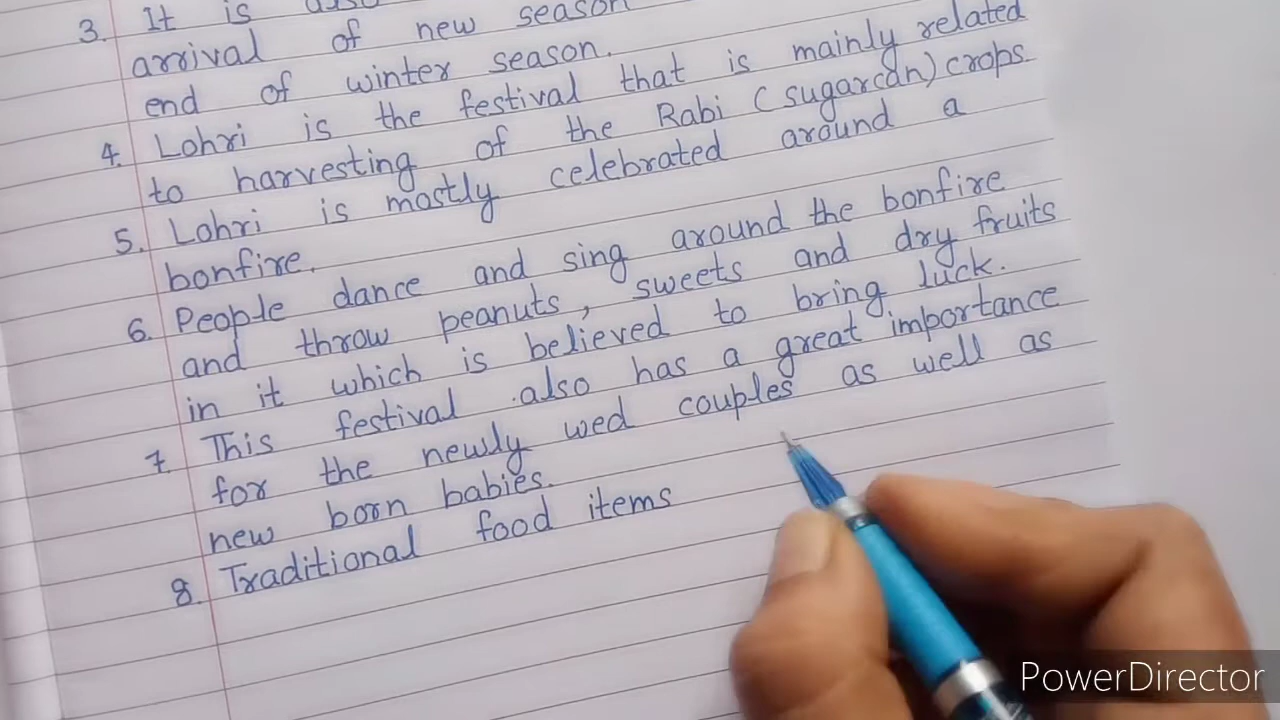 3. It is also
arrival of new season
end of winter season.
4. Lohri is the festival that is mainly related
to harvesting of the Rabi (sugarcan) crops.
5. Lohri is mostly celebrated around a
bonfire.
6. People dance and sing around the bonfire
and throw peanuts, sweets and dry fruits
in it which is believed to bring luck.
7. This festival also has a great importance
for the newly wed couples as well as
new born babies.
8. Traditional food items
PowerDirector